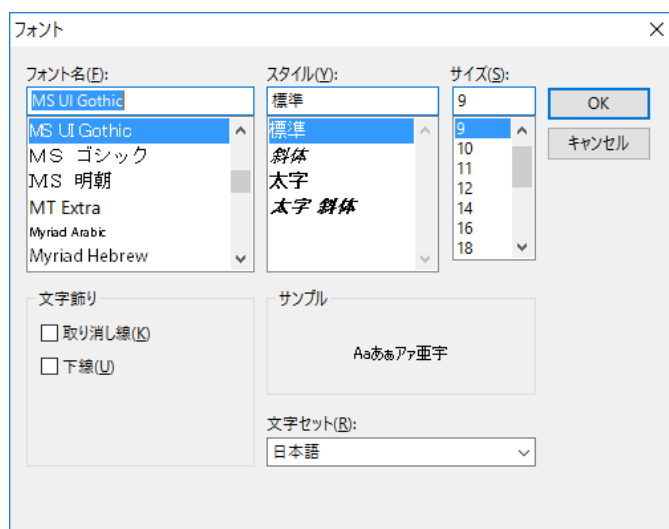 フォント
フォント名(F):
MS UI Gothic
MS UI Gothic
MS ゴシック
MS 明朝
MT Extra
Myriad Arabic
Myriad Hebrew
スタイル(Y):
標準
標準
斜体
太字
太字 斜体
サイズ(S):
9
9
10
11
12
14
16
18
OK
キャンセル
文字飾り
取り消し線(K)
下線(U)
サンプル
Aaあぁアァ亜宇
文字セット(R):
日本語